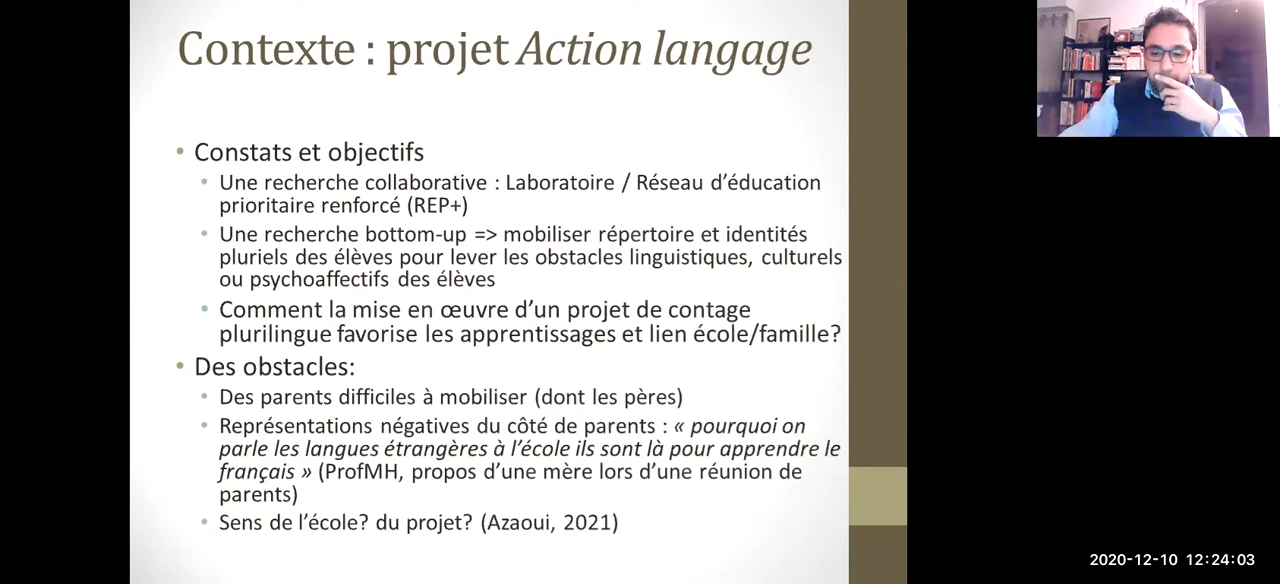 Contexte : projet Action langage
Constats et objectifs
Une recherche collaborative : Laboratoire / Réseau d'éducation
prioritaire renforcé (REP+)
Une recherche bottom-up => mobiliser répertoire et identités
pluriels des élèves pour lever les obstacles linguistiques, culturels
ou psychoaffectifs des élèves
Comment la mise en œuvre d'un projet de contage
plurilingue favorise les apprentissages et lien école/famille?
Des obstacles:
Des parents difficiles à mobiliser (dont les pères)
Représentations négatives du côté de parents : « pourquoi on
parle les langues étrangères à l'école ils sont là pour apprendre le
français » (ProfMH, propos d'une mère lors d'une réunion de
parents)
Sens de l'école? du projet? (Azaoui, 2021)
2020-12-10 12:24:03